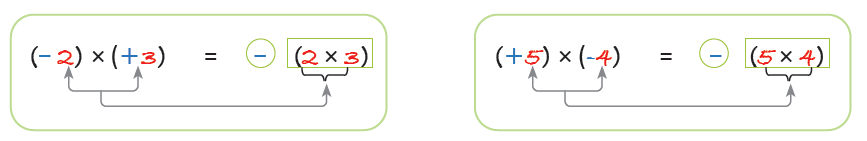 (-2) × (+3) = - (2 × 3)
(+5) × (-4) = - (5 × 4)